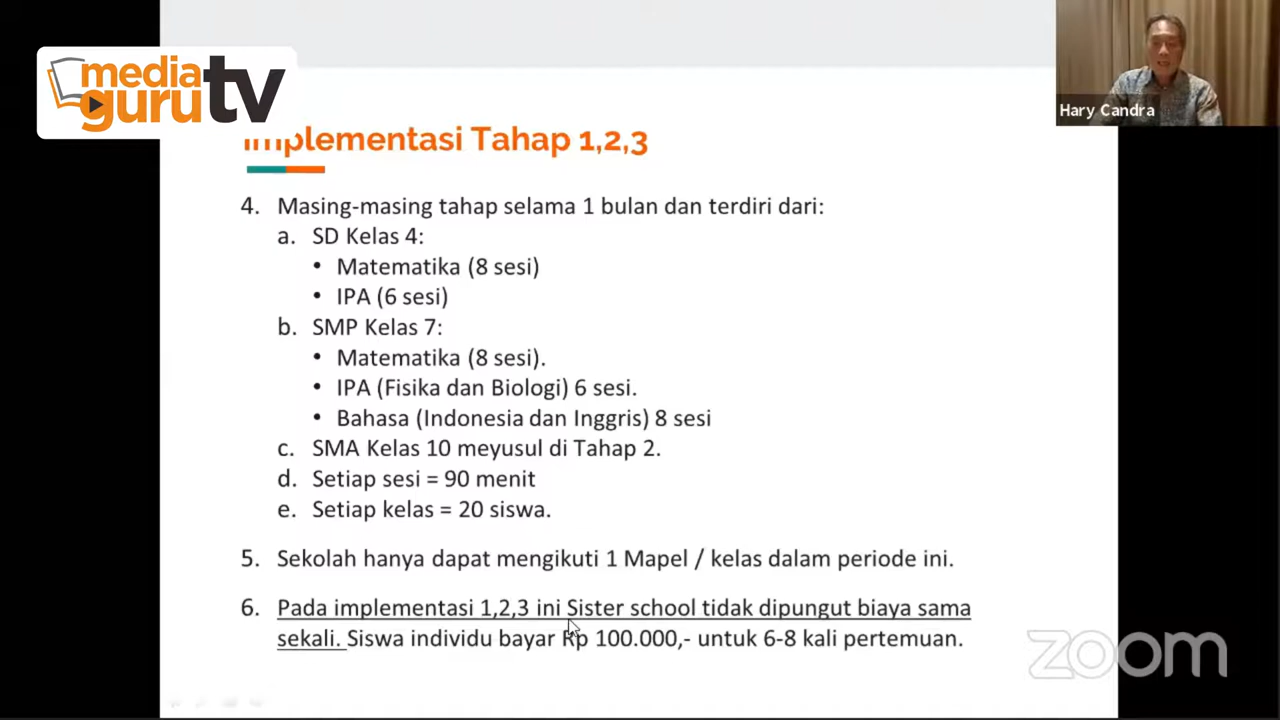 media
guru tv
Hary Candra
Implementasi Tahap 1,2,3
4. Masing-masing tahap selama 1 bulan dan terdiri dari:
a. SD Kelas 4:
• Matematika (8 sesi)
• IPA (6 sesi)
b. SMP Kelas 7:
• Matematika (8 sesi).
• IPA (Fisika dan Biologi) 6 sesi.
• Bahasa (Indonesia dan Inggris) 8 sesi
c. SMA Kelas 10 meyusul di Tahap 2.
d. Setiap sesi = 90 menit
e. Setiap kelas = 20 siswa.
5. Sekolah hanya dapat mengikuti 1 Mapel / kelas dalam periode ini.
6. Pada implementasi 1,2,3 ini Sister school tidak dipungut biaya sama
sekali. Siswa individu bayar Rp 100.000,- untuk 6-8 kali pertemuan.
zoom